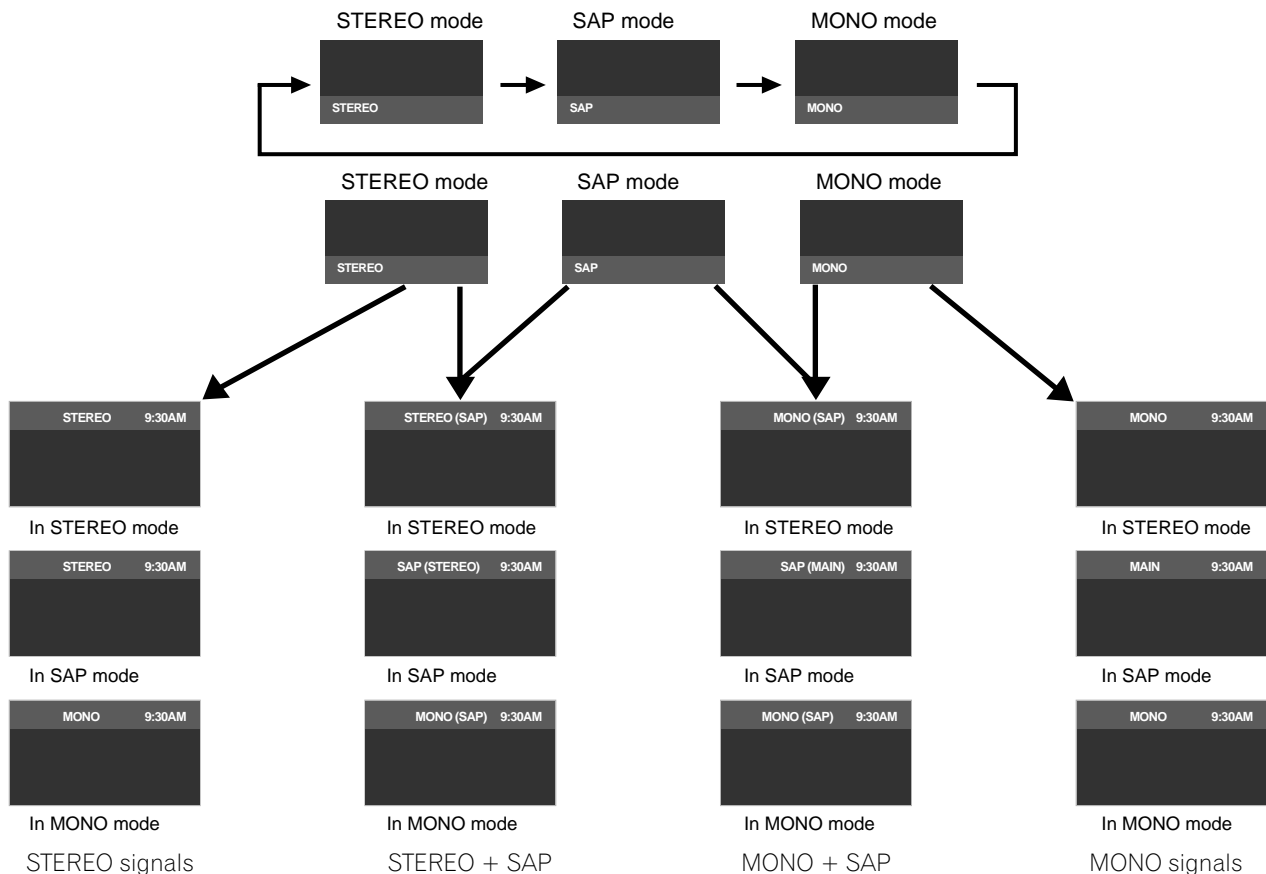 STEREO mode SAP mode MONO mode
STEREO SAP MONO
STEREO mode SAP mode MONO mode
STEREO SAP MONO
STEREO 9:30AM STEREO (SAP) 9:30AM MONO (SAP) 9:30AM MONO 9:30AM
In STEREO mode In STEREO mode In STEREO mode In STEREO mode
STEREO 9:30AM SAP (STEREO) 9:30AM SAP (MAIN) 9:30AM MAIN 9:30AM
In SAP mode In SAP mode In SAP mode In SAP mode
MONO 9:30AM MONO (SAP) 9:30AM MONO (SAP) 9:30AM MONO 9:30AM
In MONO mode In MONO mode In MONO mode In MONO mode
STEREO signals STEREO + SAP MONO + SAP MONO signals